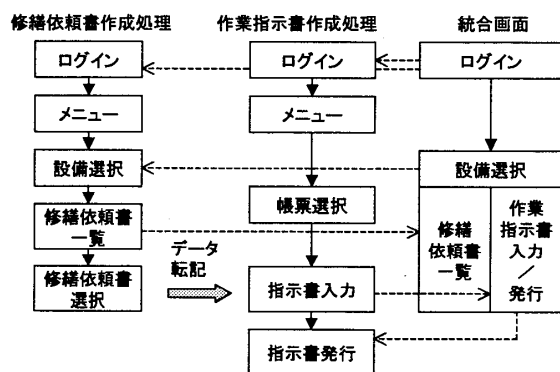 修繕依頼書作成処理
作業指示書作成処理
統合画面
ログイン
ログイン
ログイン
メニュー
メニュー
設備選択
設備選択
帳票選択
修繕依頼書
一覧
修繕
依頼書
一覧
作業
指示書
入力
／
発行
データ
転記
修繕依頼書
選択
指示書入力
指示書発行